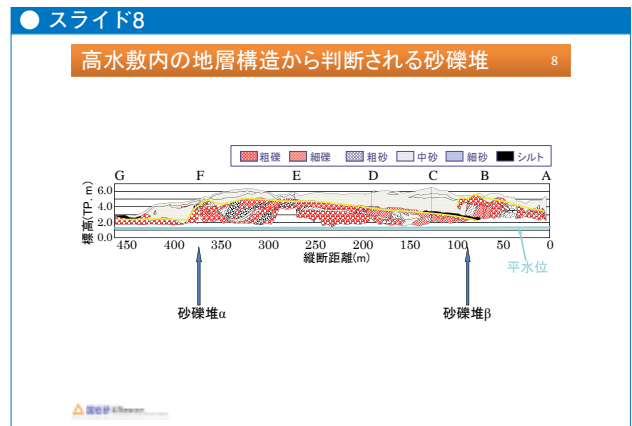 ● スライド8
高水敷内の地層構造から判断される砂礫堆 8
粗礫 細礫 粗砂 中砂 細砂 シルト
G F E D C B A
6.0
4.0
2.0
0.0
標高(TP. m)
450 400 350 300 250 200 150 100 50 0
縦断距離(m)
平水位
砂礫堆α 砂礫堆β